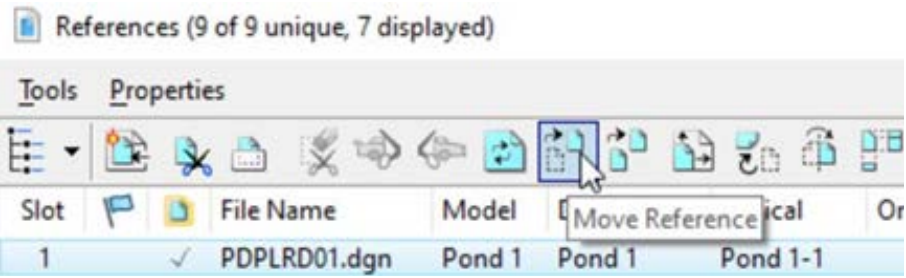 References (9 of 9 unique, 7 displayed)
Tools Properties
Slot File Name Model Or
Move Reference
1 PDPLRD01.dgn Pond 1 Pond 1 Pond 1-1